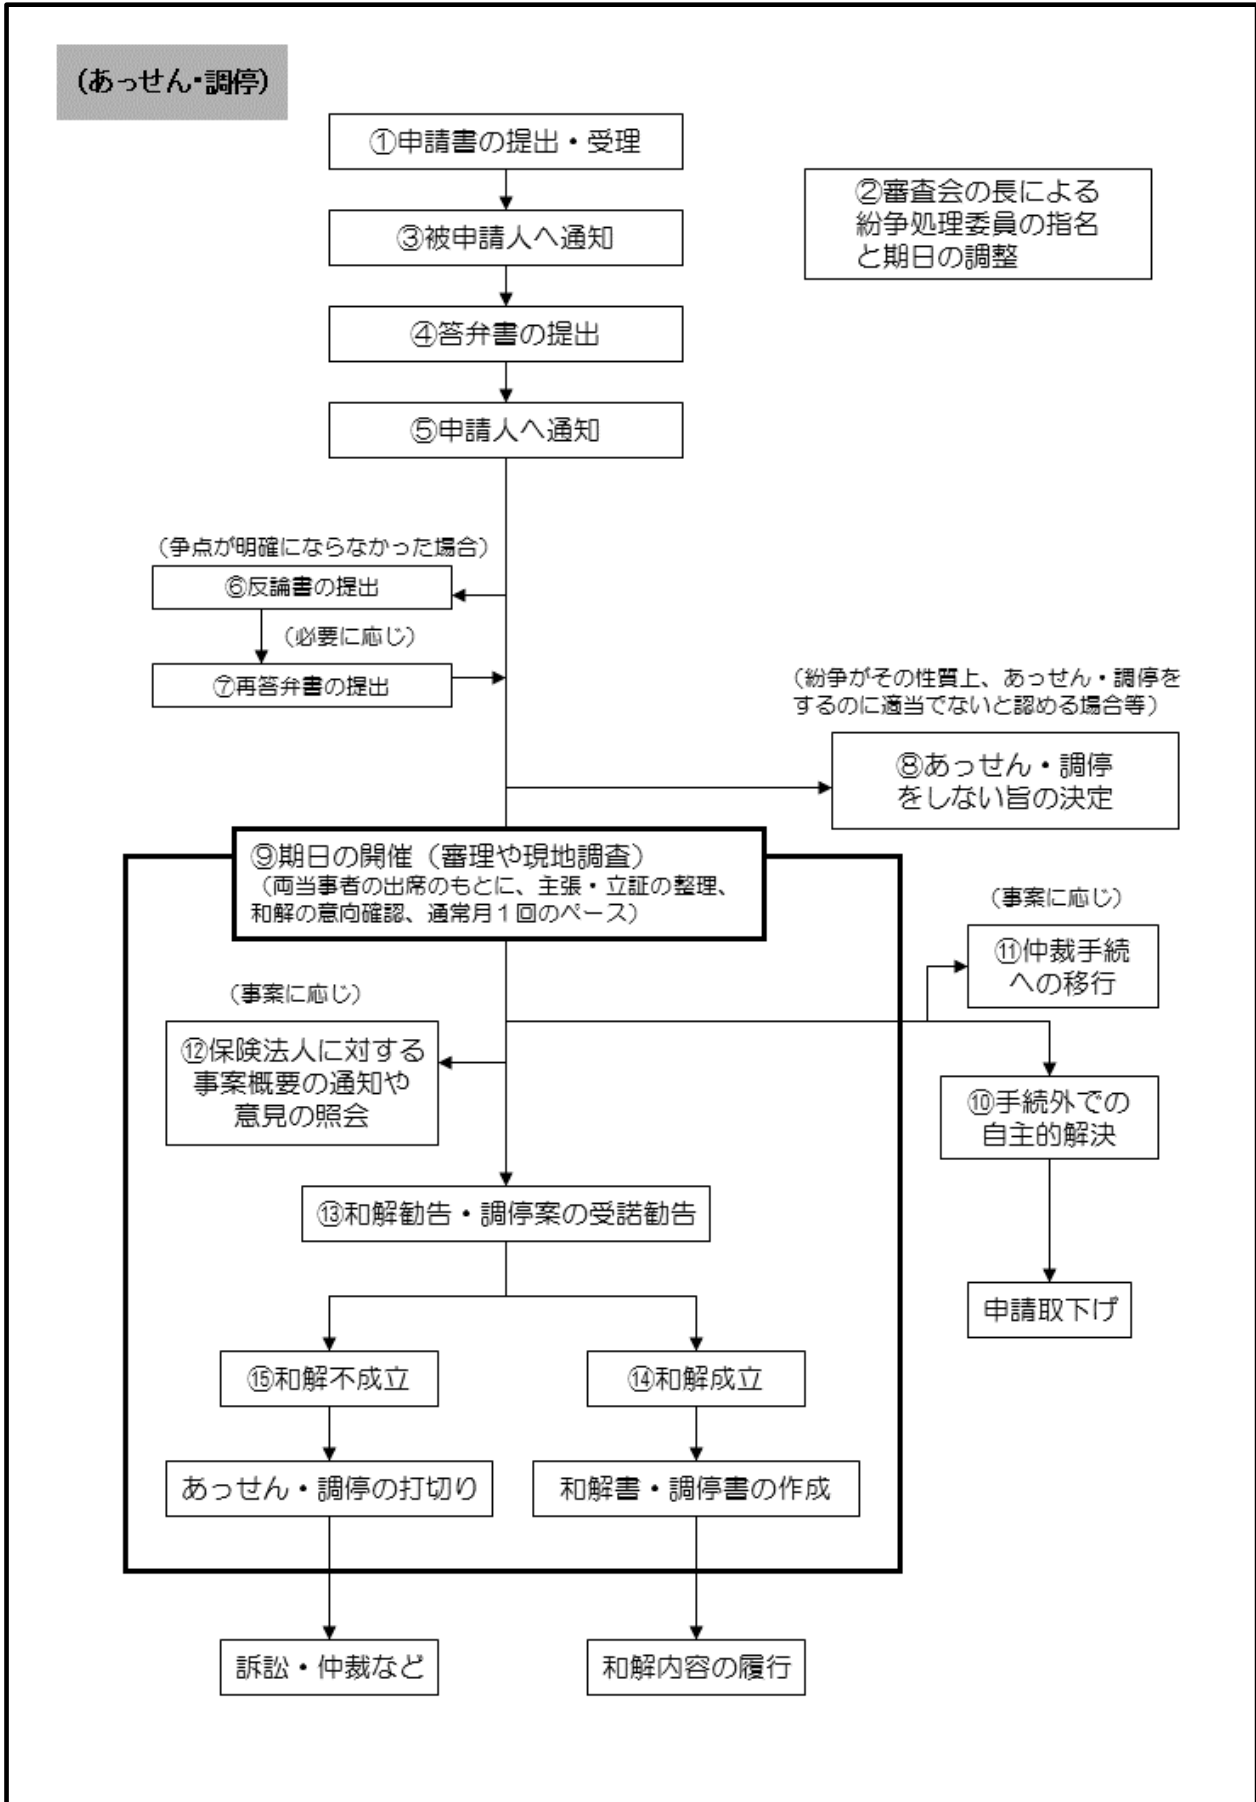 (あっせん・調停)
①申請書の提出・受理
②審査会の長による
紛争処理委員の指名
と期日の調整
③被申請人へ通知
④答弁書の提出
⑤申請人へ通知
（争点が明確にならなかった場合）
⑥反論書の提出
（必要に応じ）
⑦再答弁書の提出
（紛争がその性質上、あっせん・調停を
するのに適当でないと認める場合等）
⑧あっせん・調停
をしない旨の決定
⑨期日の開催（審理や現地調査）
（両当事者の出席のもとに、主張・立証の整理、
和解の意向確認、通常月１回のペース）
（事案に応じ）
⑪仲裁手続
への移行
（事案に応じ）
⑫保険法人に対する
事案概要の通知や
意見の照会
⑩手続外での
自主的解決
⑬和解勧告・調停案の受諾勧告
申請取下げ
⑮和解不成立
⑭和解成立
あっせん・調停の打切り
和解書・調停書の作成
訴訟・仲裁など
和解内容の履行